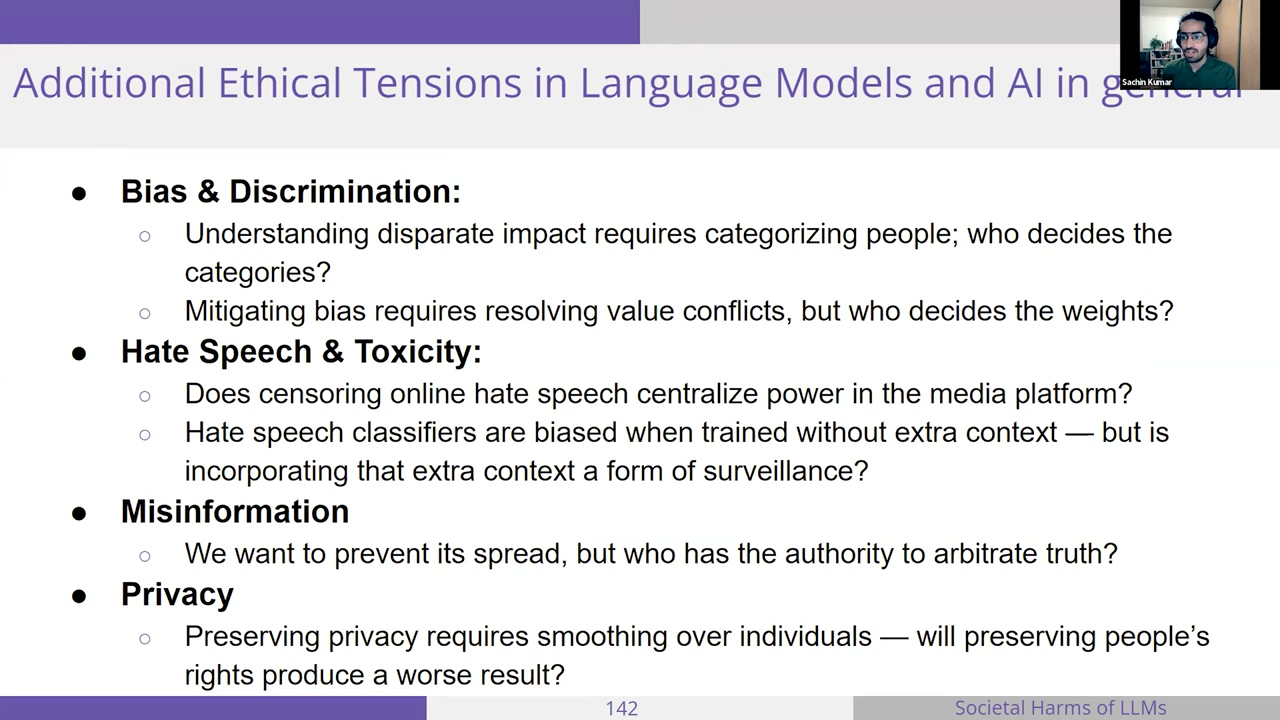 Sachin Kumar
Additional Ethical Tensions in Language Models and AI in general
● Bias & Discrimination:
○ Understanding disparate impact requires categorizing people; who decides the
categories?
○ Mitigating bias requires resolving value conflicts, but who decides the weights?
● Hate Speech & Toxicity:
○ Does censoring online hate speech centralize power in the media platform?
○ Hate speech classifiers are biased when trained without extra context — but is
incorporating that extra context a form of surveillance?
● Misinformation
○ We want to prevent its spread, but who has the authority to arbitrate truth?
● Privacy
○ Preserving privacy requires smoothing over individuals — will preserving people’s
rights produce a worse result?
142
Societal Harms of LLMs